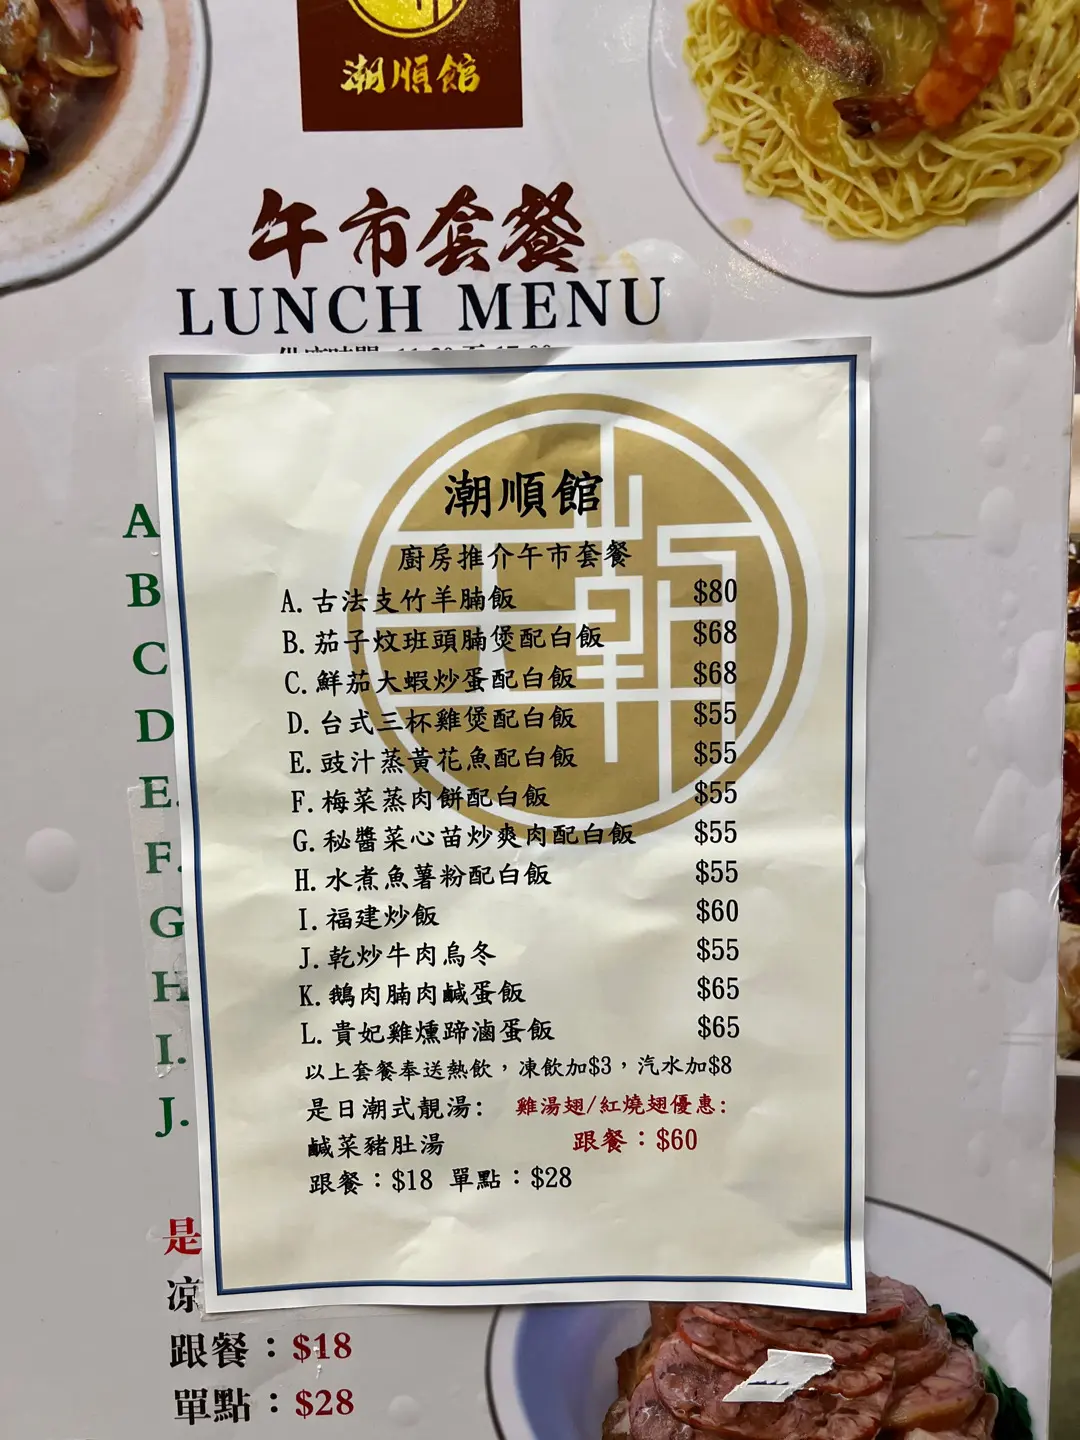 潮順館
午市套餐
LUNCH MENU
潮順館
廚房推介午市套餐
A.古法支竹羊腩飯 $80
B.茄子炆班頭腩煲配白飯 $68
C.鮮茄大蝦炒蛋配白飯 $68
D.台式三杯雞煲配白飯 $55
E.豉汁蒸黃花魚配白飯 $55
F.梅菜蒸肉餅配白飯 $55
G.秘醬菜心苗炒爽肉配白飯 $55
H.水煮魚薯粉配白飯 $55
I.福建炒飯 $60
J.乾炒牛肉烏冬 $55
K.鵝肉腩肉鹹蛋飯 $65
L.貴妃雞燻蹄滷蛋飯 $65
以上套餐奉送熱飲，凍飲加$3，汽水加$8
是日潮式靚湯: 雞湯翅/紅燒翅優惠:
鹹菜豬肚湯 跟餐：$60
跟餐：$18 單點：$28
A
B
C
D
E.
F.
G
H
I.
J.
是
凉
跟餐：$18
單點：$28